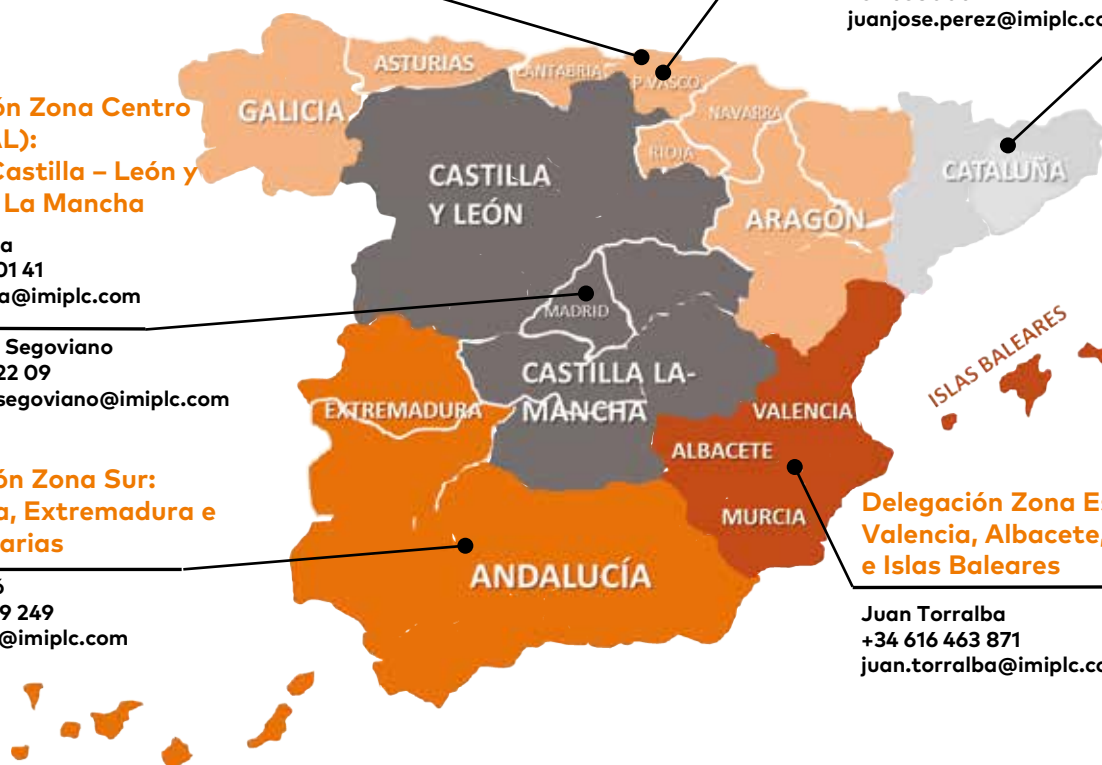 juanjose.perez@imiplc.co
ón Zona Centro
AL):
Castilla – León y
La Mancha
a
01 41
a@imiplc.com
Segoviano
22 09
segoviano@imiplc.com
ón Zona Sur:
a, Extremadura e
arias
6
9 249
@imiplc.com
ASTURIAS
CANTABRIA
P.VASCO
GALICIA
NAVARRA
RIOJA
CASTILLA
Y LEÓN
ARAGÓN
CATALUÑA
MADRID
CASTILLA LA-
MANCHA
EXTREMADURA
VALENCIA
ALBACETE
MURCIA
ANDALUCÍA
ISLAS BALEARES
Delegación Zona E
Valencia, Albacete,
e Islas Baleares
Juan Torralba
+34 616 463 871
juan.torralba@imiplc.co